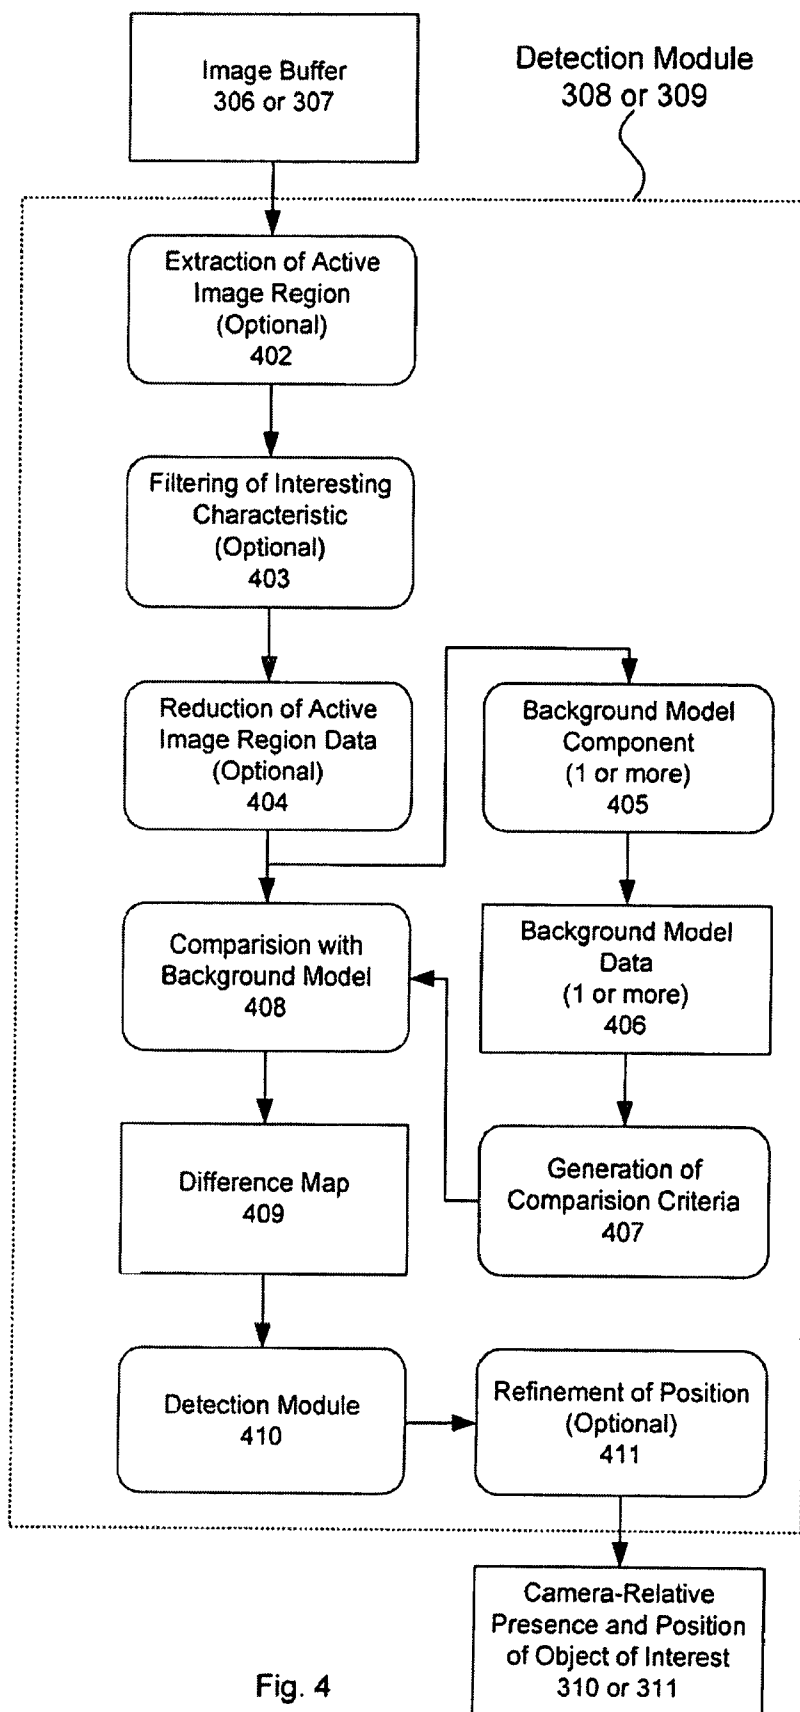 Image Buffer
306 or 307
Detection Module
308 or 309
Extraction of Active
Image Region
(Optional)
402
Filtering of Interesting
Characteristic
(Optional)
403
Reduction of Active
Image Region Data
(Optional)
404
Background Model
Component
(1 or more)
405
Comparision with
Background Model
408
Background Model
Data
(1 or more)
406
Difference Map
409
Generation of
Comparision Criteria
407
Detection Module
410
Refinement of Position
(Optional)
411
Camera-Relative
Presence and Position
of Object of Interest
310 or 311
Fig. 4